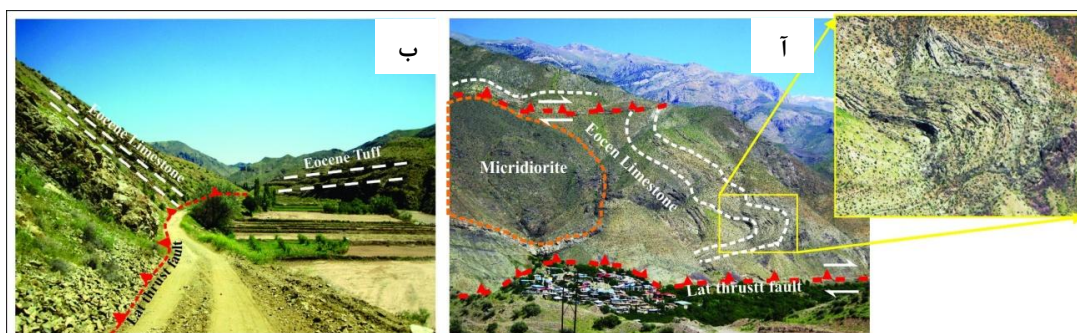 ب
Eocene Limestone
Eocene Tuff
Lat thrust fault
آ
Micridiorite
Eocen Limestone
Lat thrustt fault